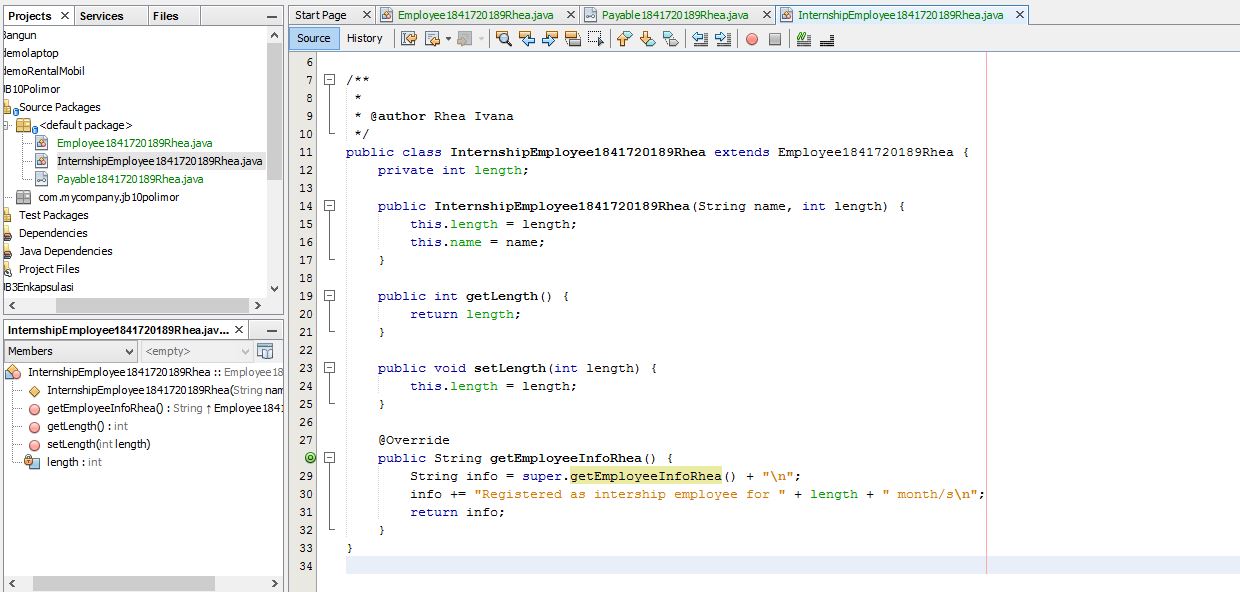 Projects Services Files
Bangun
demolaptop
demoRentalMobil
JB10Polimor
Source Packages
<default package>
Employee1841720189Rhea.java
InternshipEmployee1841720189Rhea.java
Payable1841720189Rhea.java
com.mycompany.jb10polimor
Test Packages
Dependencies
Java Dependencies
Project Files
JB3Enkapsulasi
InternshipEmployee1841720189Rhea.jav...
Members <empty>
InternshipEmployee1841720189Rhea :: Employee18
InternshipEmployee1841720189Rhea(String nam
getEmployeeInfoRhea() : String ↑ Employee1841
getLength() : int
setLength(int length)
length : int
Start Page Employee1841720189Rhea.java Payable1841720189Rhea.java InternshipEmployee1841720189Rhea.java
Source History
6
7 /**
8 *
9 * @author Rhea Ivana
10 */
11 public class InternshipEmployee1841720189Rhea extends Employee1841720189Rhea {
12 private int length;
13
14 public InternshipEmployee1841720189Rhea(String name, int length) {
15 this.length = length;
16 this.name = name;
17 }
18
19 public int getLength() {
20 return length;
21 }
22
23 public void setLength(int length) {
24 this.length = length;
25 }
26
27 @Override
public String getEmployeeInfoRhea() {
29 String info = super.getEmployeeInfoRhea() + "\n";
30 info += "Registered as intership employee for " + length + " month/s\n";
31 return info;
32 }
33 }
34